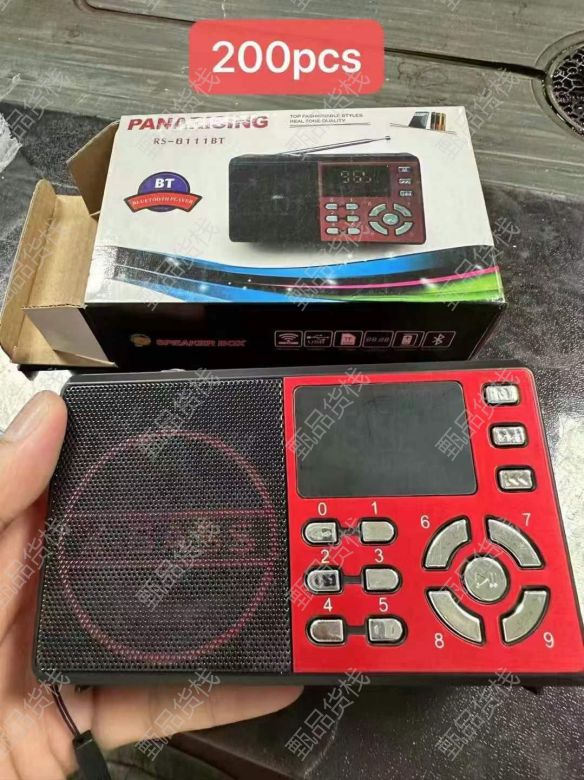 200pcs
PANARISING
RS-8111BT
TOP FASHIONABLE STYLES
REAL TONE QUALITY
BT
BLUETOOTH PLAYER
SPEAKER BOX
0 1
2 3
4 5
6 7
8 9
甄品货栈